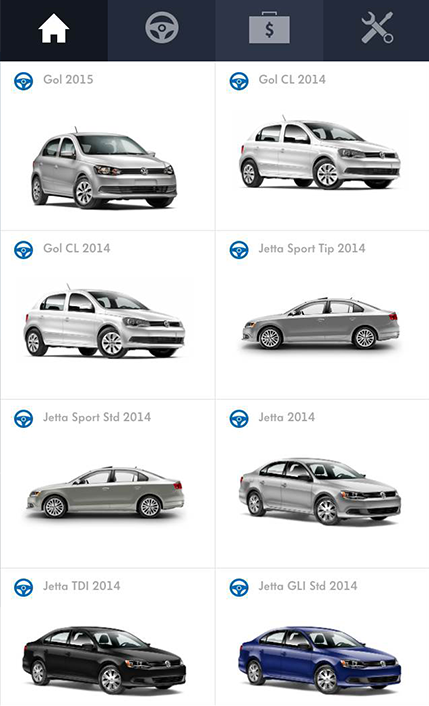 $
Gol 2015
Gol CL 2014
Gol CL 2014
Jetta Sport Tip 2014
Jetta Sport Std 2014
Jetta 2014
Jetta TDI 2014
Jetta GLI Std 2014